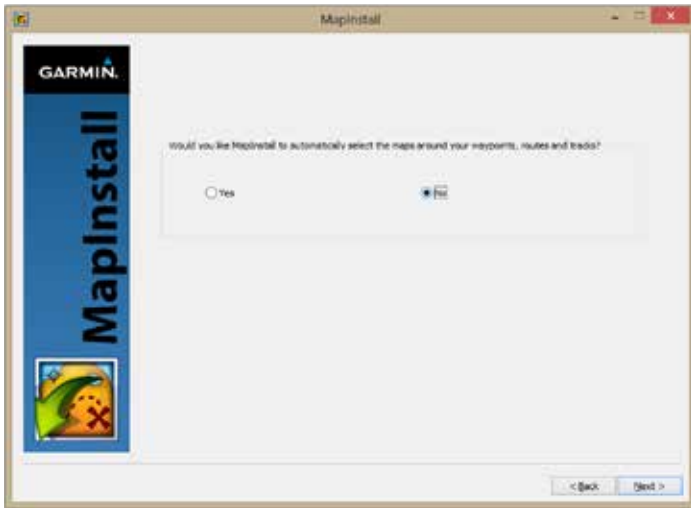 MapInstall
GARMIN.
MapInstall
Would you like MapInstall to automatically select the maps around your waypoints, routes and tracks?
Yes
No
< Back
Next >